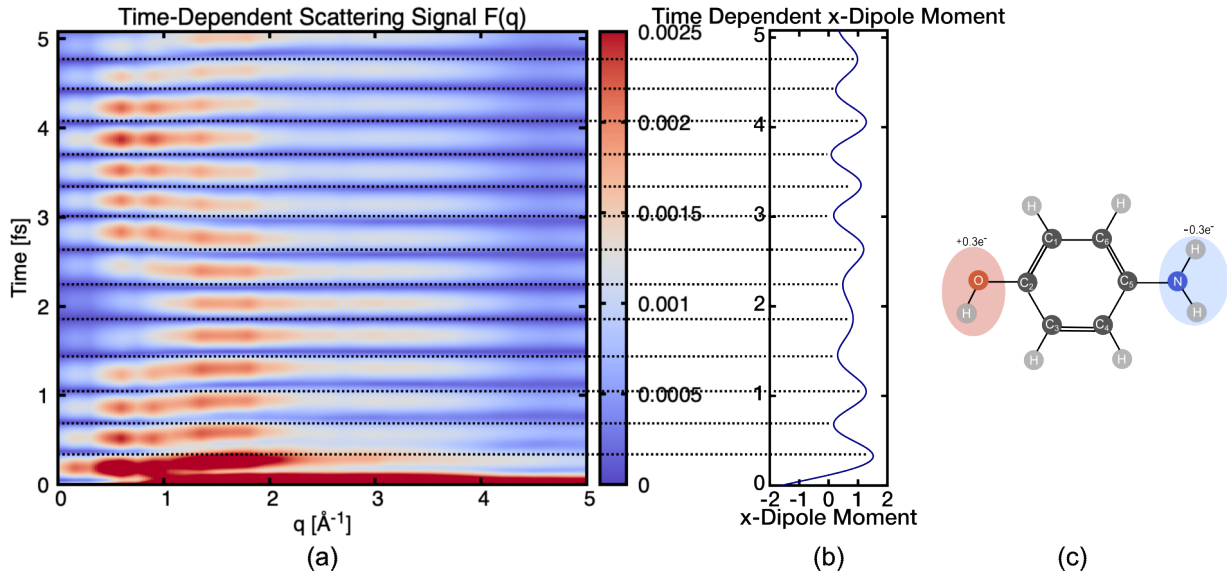 Time-Dependent Scattering Signal F(q)
Time Dependent x-Dipole Moment
5
4
3
2
1
0
Time [fs]
0
1
2
3
4
5
q [Å⁻¹]
0.0025
0.002
0.0015
0.001
0.0005
0
5
4
3
2
1
0
-2
-1
0
1
2
x-Dipole Moment
H
H
+0.3e⁻
−0.3e⁻
C₁
C₆
H
O
C₂
C₅
N
H
H
C₃
C₄
H
H
(a)
(b)
(c)